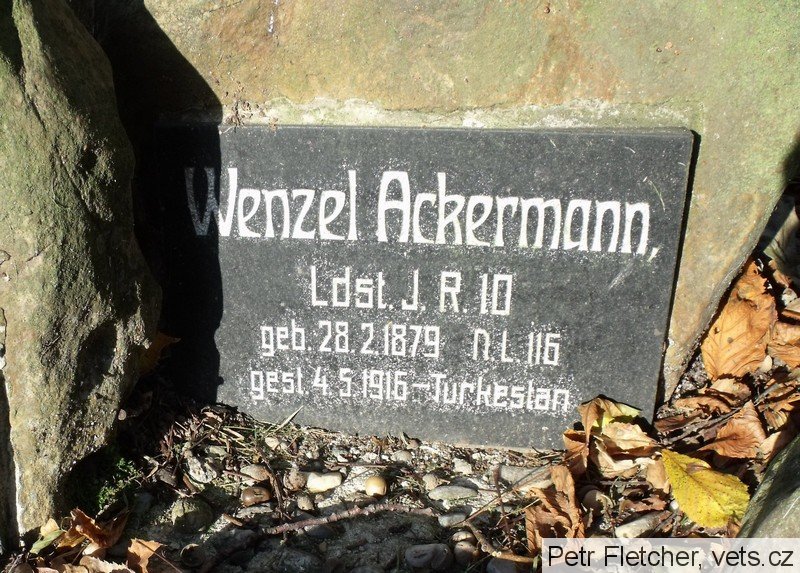 Wenzel Ackermann,
Ldst. J. R. 10
geb. 28.2.1879 N. L. 116
gest. 4.5.1916 - Turkestan
Petr Fletcher, vets.cz